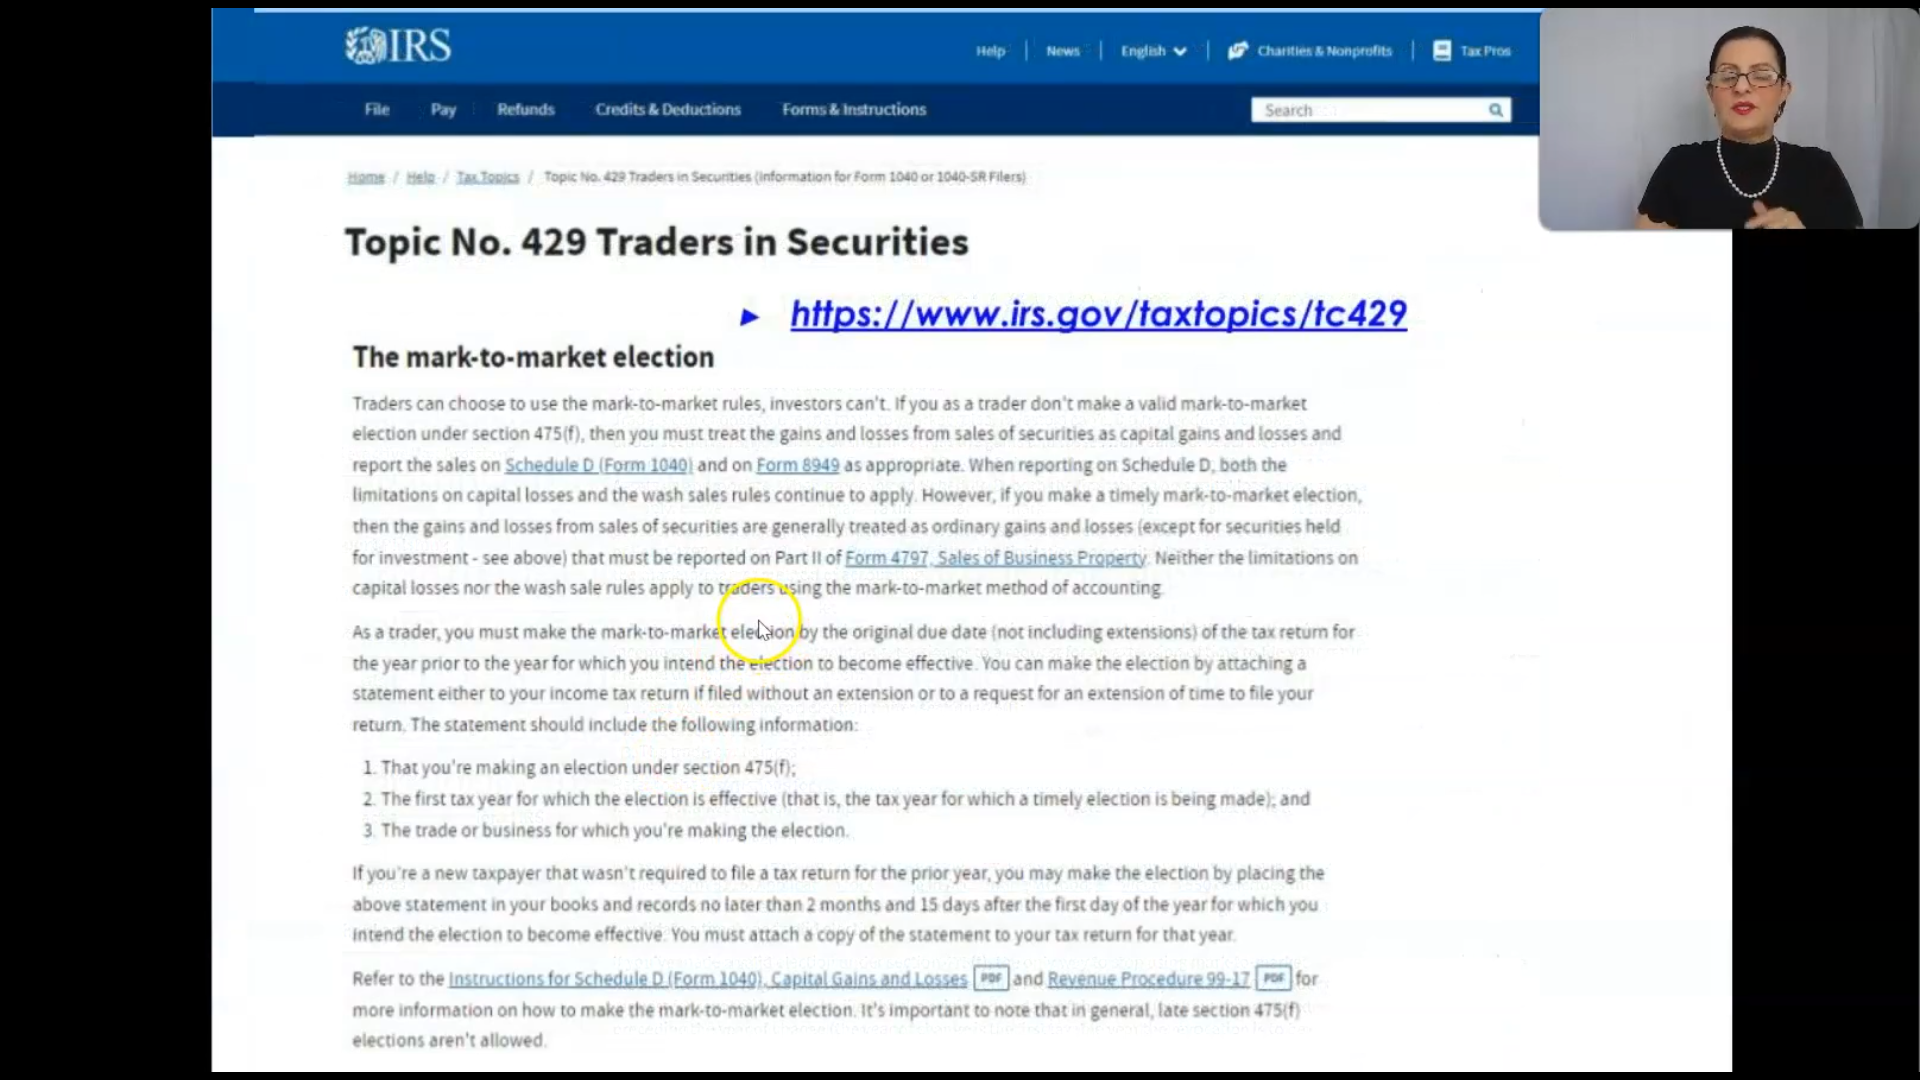 IRS
Help
News
English
Charities & Nonprofits
Tax Pros
File
Pay
Refunds
Credits & Deductions
Forms & Instructions
Search
Home / Help / Tax Topics / Topic No. 429 Traders in Securities (Information for Form 1040 or 1040-SR Filers)
Topic No. 429 Traders in Securities
► https://www.irs.gov/taxtopics/tc429
The mark-to-market election
Traders can choose to use the mark-to-market rules, investors can't. If you as a trader don't make a valid mark-to-market
election under section 475(f), then you must treat the gains and losses from sales of securities as capital gains and losses and
report the sales on Schedule D (Form 1040) and on Form 8949 as appropriate. When reporting on Schedule D, both the
limitations on capital losses and the wash sales rules continue to apply. However, if you make a timely mark-to-market election,
then the gains and losses from sales of securities are generally treated as ordinary gains and losses (except for securities held
for investment - see above) that must be reported on Part II of Form 4797, Sales of Business Property. Neither the limitations on
capital losses nor the wash sale rules apply to traders using the mark-to-market method of accounting.
As a trader, you must make the mark-to-market election by the original due date (not including extensions) of the tax return for
the year prior to the year for which you intend the election to become effective. You can make the election by attaching a
statement either to your income tax return if filed without an extension or to a request for an extension of time to file your
return. The statement should include the following information:
1. That you're making an election under section 475(f);
2. The first tax year for which the election is effective (that is, the tax year for which a timely election is being made); and
3. The trade or business for which you're making the election.
If you're a new taxpayer that wasn't required to file a tax return for the prior year, you may make the election by placing the
above statement in your books and records no later than 2 months and 15 days after the first day of the year for which you
intend the election to become effective. You must attach a copy of the statement to your tax return for that year.
Refer to the Instructions for Schedule D (Form 1040), Capital Gains and Losses PDF and Revenue Procedure 99-17 PDF for
more information on how to make the mark-to-market election. It's important to note that in general, late section 475(f)
elections aren't allowed.